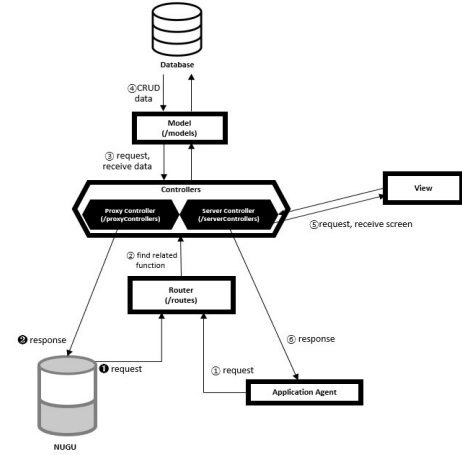 Database
④CRUD
data
Model
(/models)
③ request,
receive data
Controllers
Proxy Controller
(/proxyControllers)
Server Controller
(/serverControllers)
View
⑤request, receive screen
② find related
function
Router
(/routes)
❷ response
❶ request
① request
⑥ response
Application Agent
NUGU